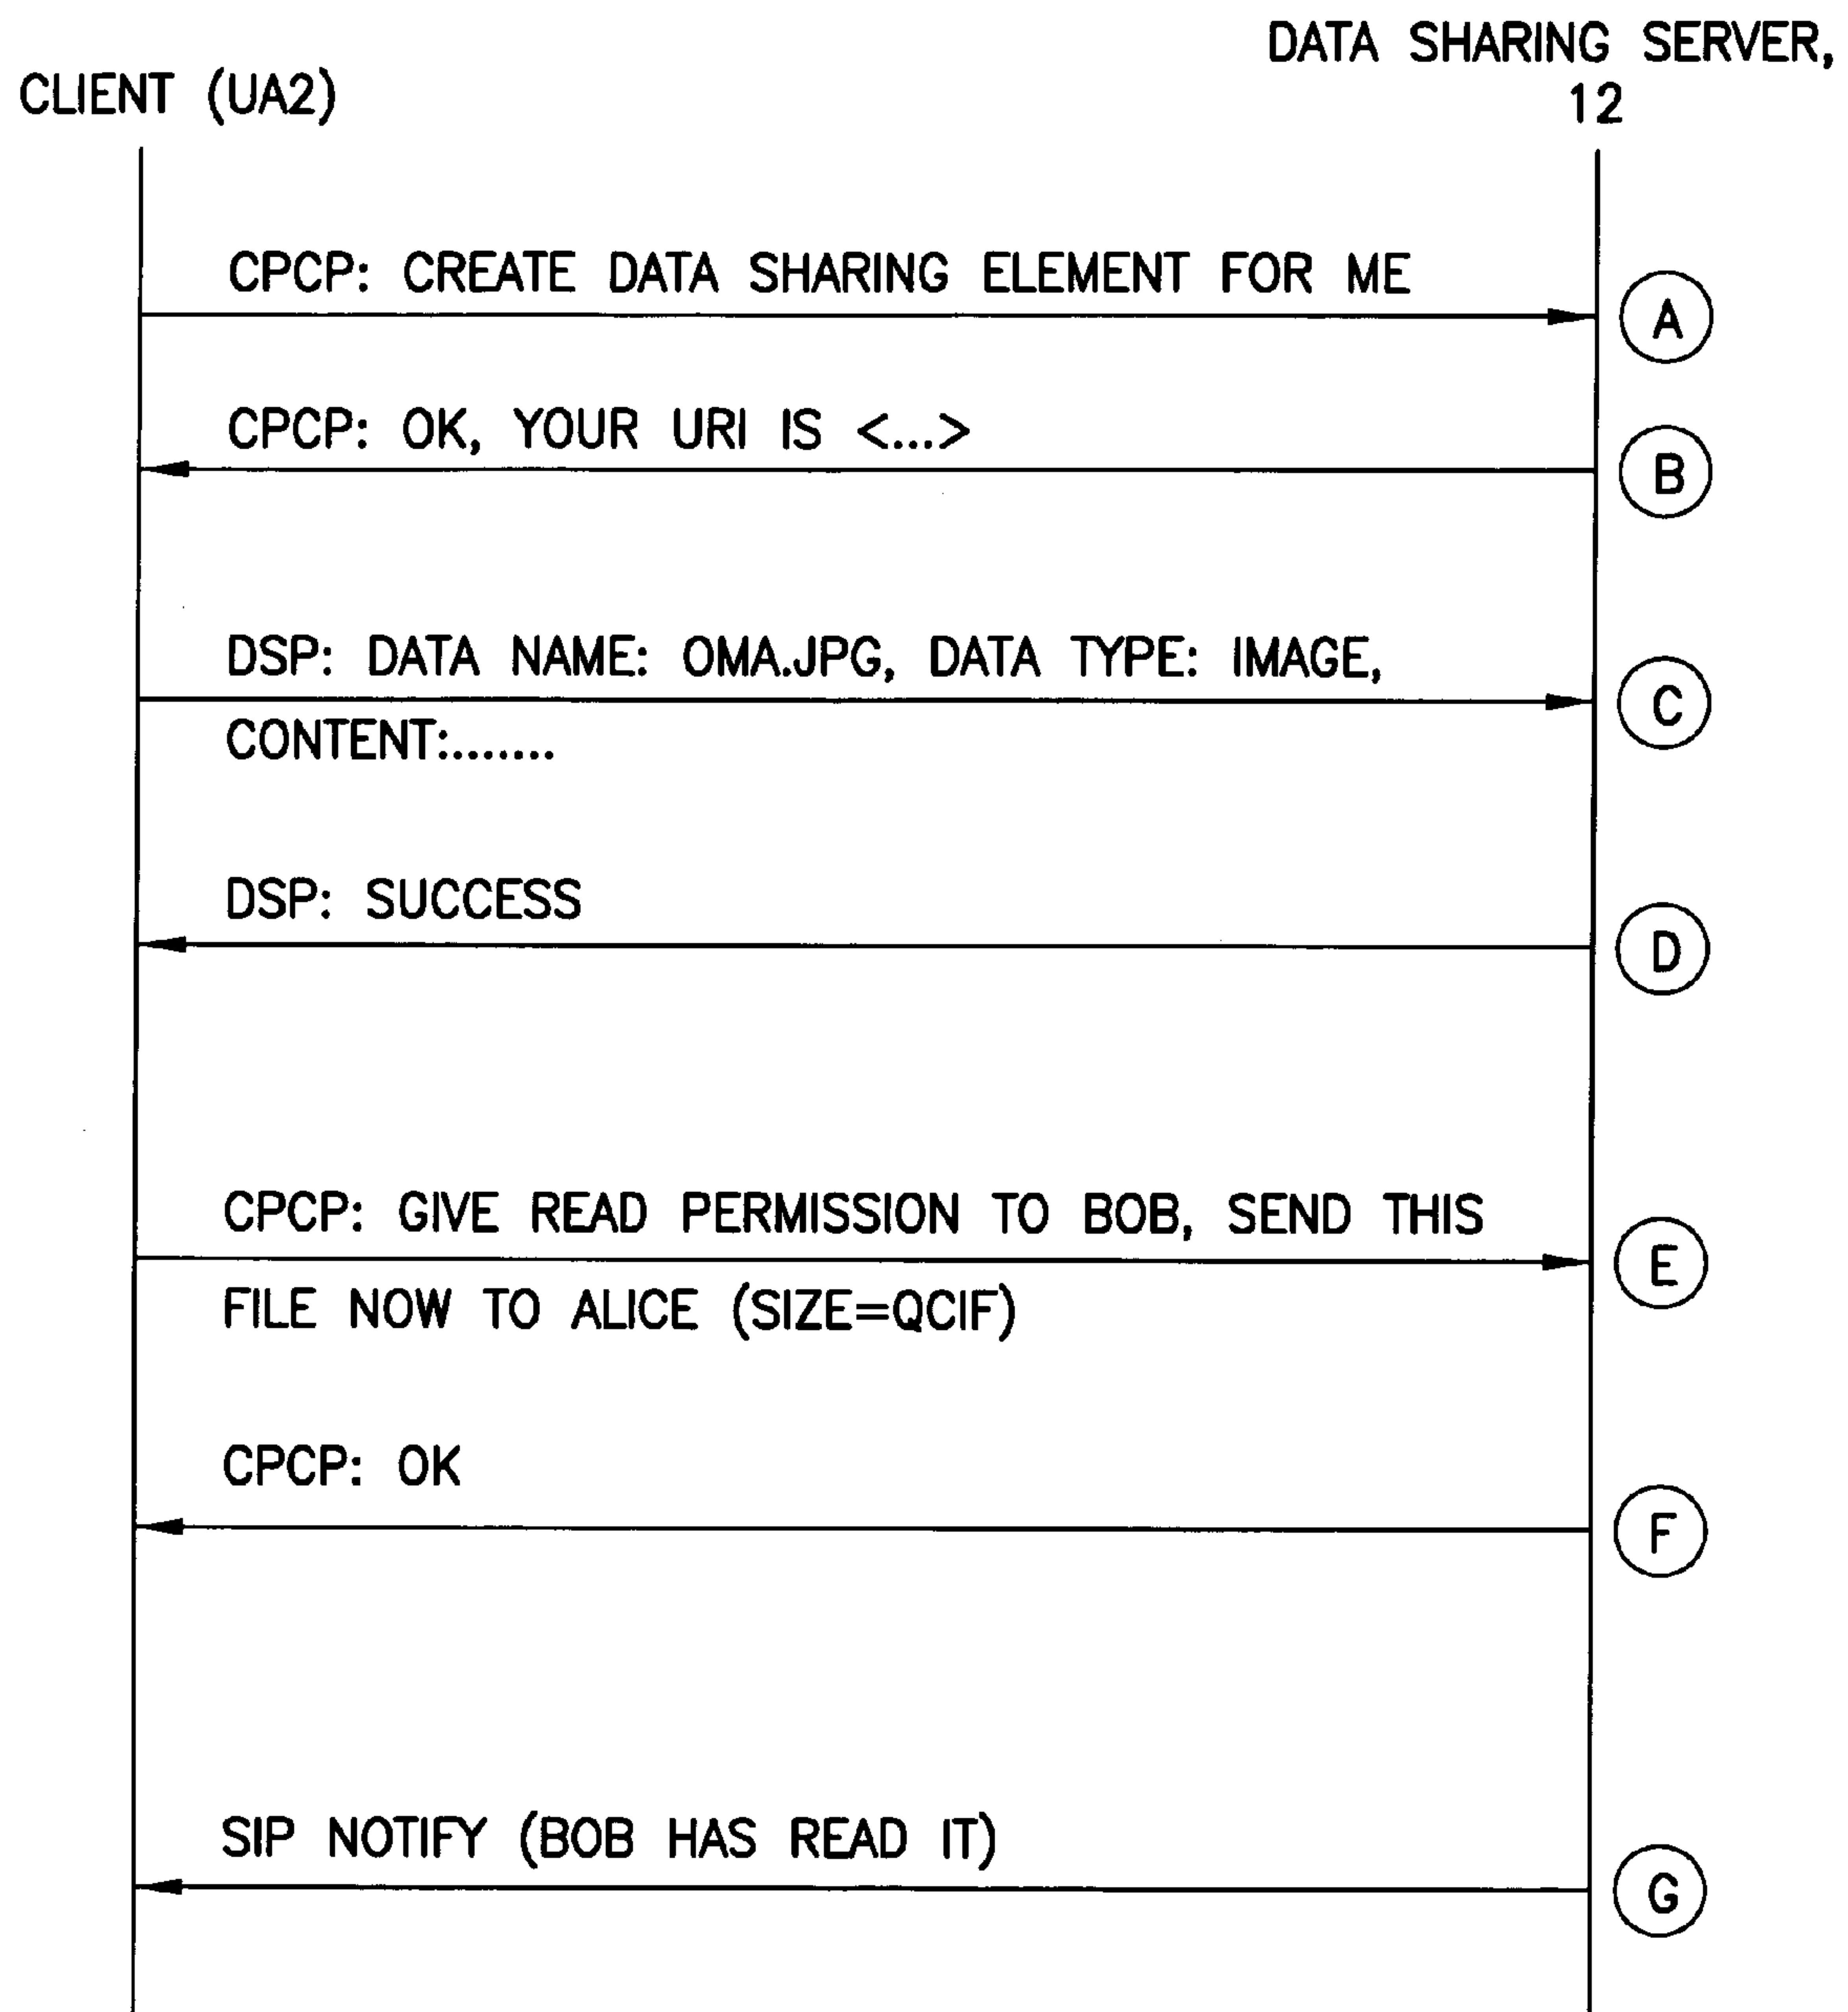 DATA SHARING SERVER,
12
CLIENT (UA2)
CPCP: CREATE DATA SHARING ELEMENT FOR ME
A
CPCP: OK, YOUR URI IS <...>
B
DSP: DATA NAME: OMA.JPG, DATA TYPE: IMAGE,
CONTENT:.......
C
DSP: SUCCESS
D
CPCP: GIVE READ PERMISSION TO BOB, SEND THIS
FILE NOW TO ALICE (SIZE=QCIF)
E
CPCP: OK
F
SIP NOTIFY (BOB HAS READ IT)
G